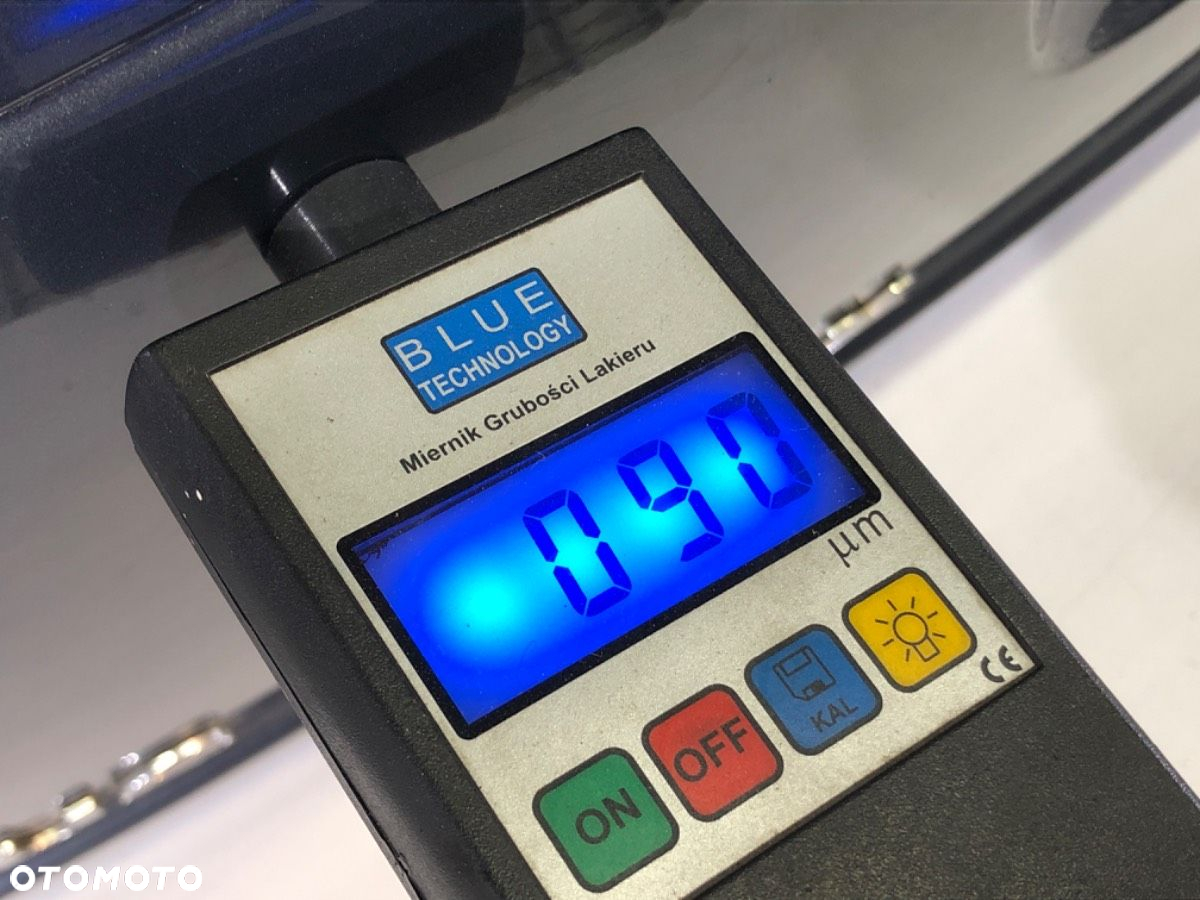 BLUE
TECHNOLOGY
Miernik Grubości Lakieru
090
µm
ON
OFF
KAL
CE
OTOMOTO